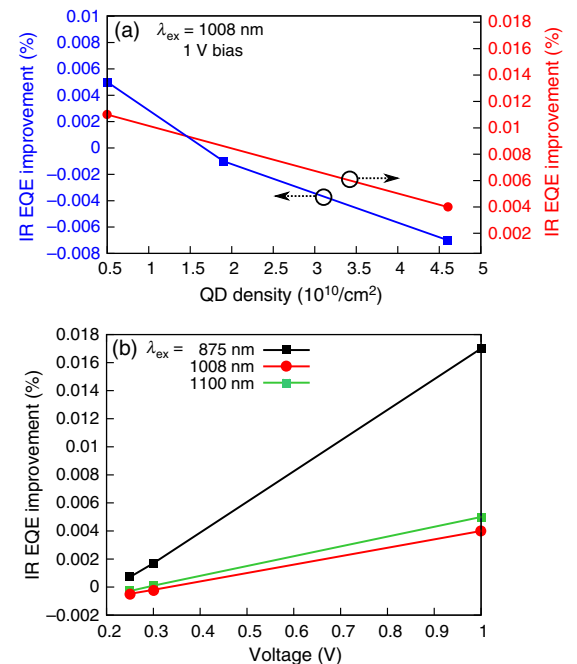 (a)
λex = 1008 nm
1 V bias
IR EQE improvement (%)
0.01
0.008
0.006
0.004
0.002
0
−0.002
−0.004
−0.006
−0.008
0.018
0.016
0.014
0.012
0.010
0.008
0.006
0.004
0.002
IR EQE improvement (%)
0.5 1 1.5 2 2.5 3 3.5 4 4.5 5
QD density (10¹⁰/cm²)
(b)
λex = 875 nm
1008 nm
1100 nm
IR EQE improvement (%)
0.018
0.016
0.014
0.012
0.01
0.008
0.006
0.004
0.002
0
−0.002
0.2 0.3 0.4 0.5 0.6 0.7 0.8 0.9 1
Voltage (V)